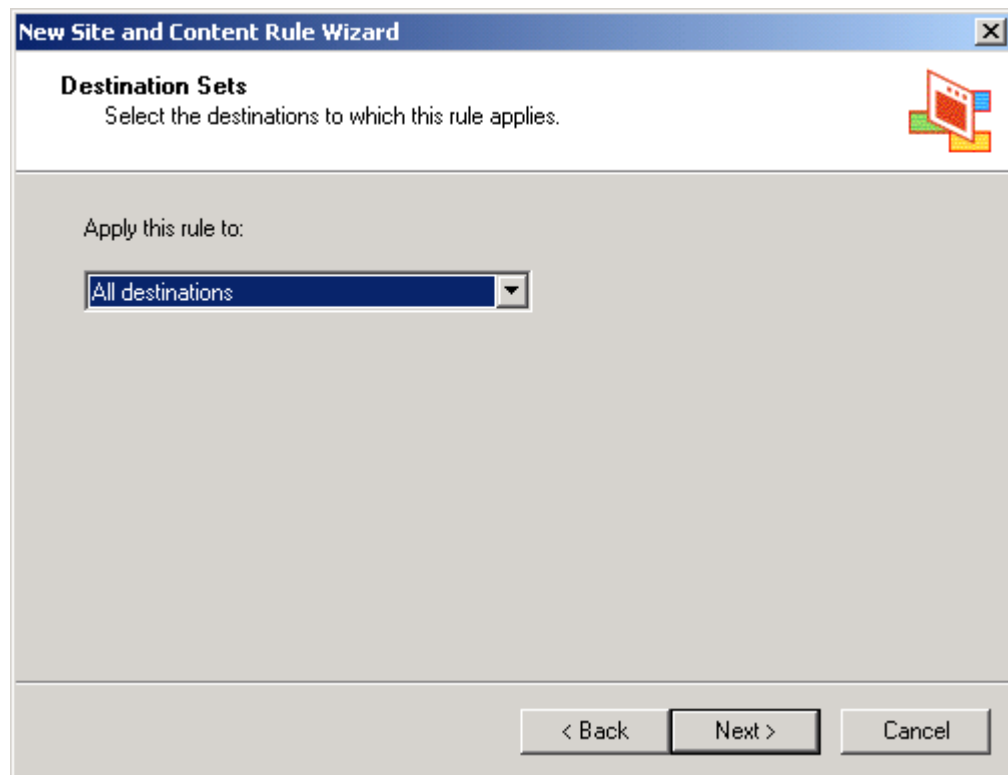 New Site and Content Rule Wizard
Destination Sets
Select the destinations to which this rule applies.
Apply this rule to:
All destinations
< Back Next > Cancel